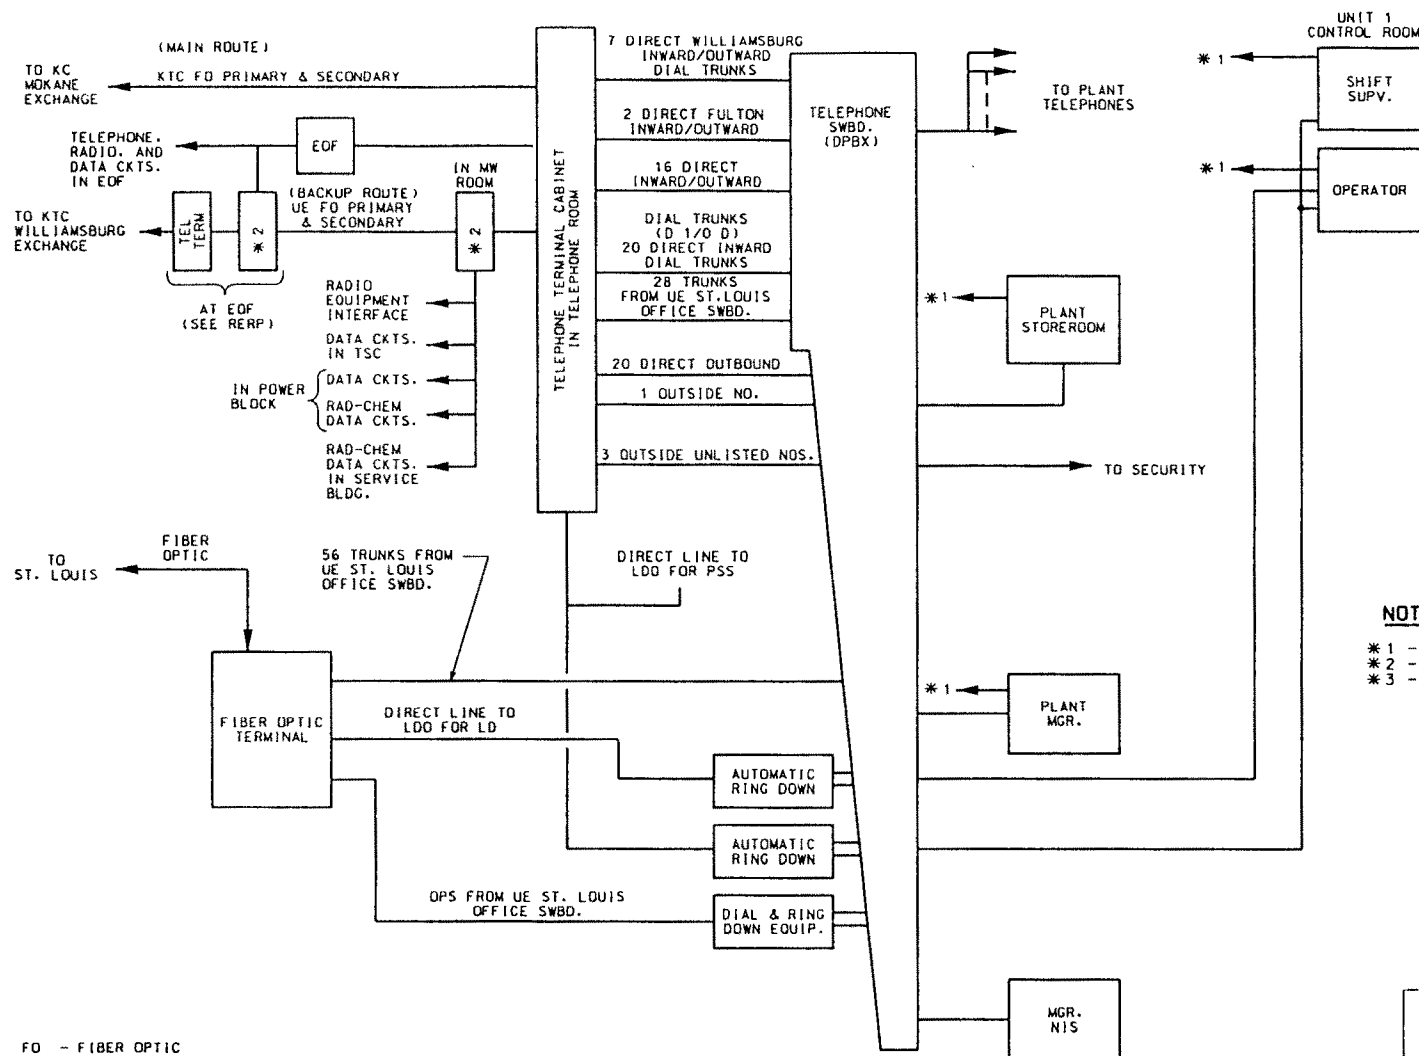 UNIT 1
CONTROL ROOM
(MAIN ROUTE)
KTC FO PRIMARY & SECONDARY
TO KC
MOKANE
EXCHANGE
TELEPHONE.
RADIO. AND
DATA CKTS.
IN EOF
EOF
(BACKUP ROUTE)
UE FO PRIMARY
& SECONDARY
IN MW
ROOM
TO KTC
WILLIAMSBURG
EXCHANGE
TEL
TERM
*2
*2
AT EOF
(SEE RERP)
RADIO
EQUIPMENT
INTERFACE
DATA CKTS.
IN TSC
IN POWER
BLOCK
DATA CKTS.
RAD-CHEM
DATA CKTS.
RAD-CHEM
DATA CKTS.
IN SERVICE
BLDG.
TELEPHONE TERMINAL CABINET
IN TELEPHONE ROOM
7 DIRECT WILLIAMSBURG
INWARD/OUTWARD
DIAL TRUNKS
2 DIRECT FULTON
INWARD/OUTWARD
16 DIRECT
INWARD/OUTWARD
DIAL TRUNKS
(D I/O D)
20 DIRECT INWARD
DIAL TRUNKS
28 TRUNKS
FROM UE ST.LOUIS
OFFICE SWBD.
20 DIRECT OUTBOUND
1 OUTSIDE NO.
3 OUTSIDE UNLISTED NOS.
TELEPHONE
SWBD.
(DPBX)
TO PLANT
TELEPHONES
*1
SHIFT
SUPV.
*1
OPERATOR
*1
PLANT
STOREROOM
TO SECURITY
TO
ST. LOUIS
FIBER
OPTIC
56 TRUNKS FROM
UE ST. LOUIS
OFFICE SWBD.
DIRECT LINE TO
LDO FOR PSS
FIBER OPTIC
TERMINAL
DIRECT LINE TO
LDO FOR LD
AUTOMATIC
RING DOWN
AUTOMATIC
RING DOWN
OPS FROM UE ST. LOUIS
OFFICE SWBD.
DIAL & RING
DOWN EQUIP.
*1
PLANT
MGR.
MGR.
NIS
NOT
*1 -
*2 -
*3 -
FO - FIBER OPTIC